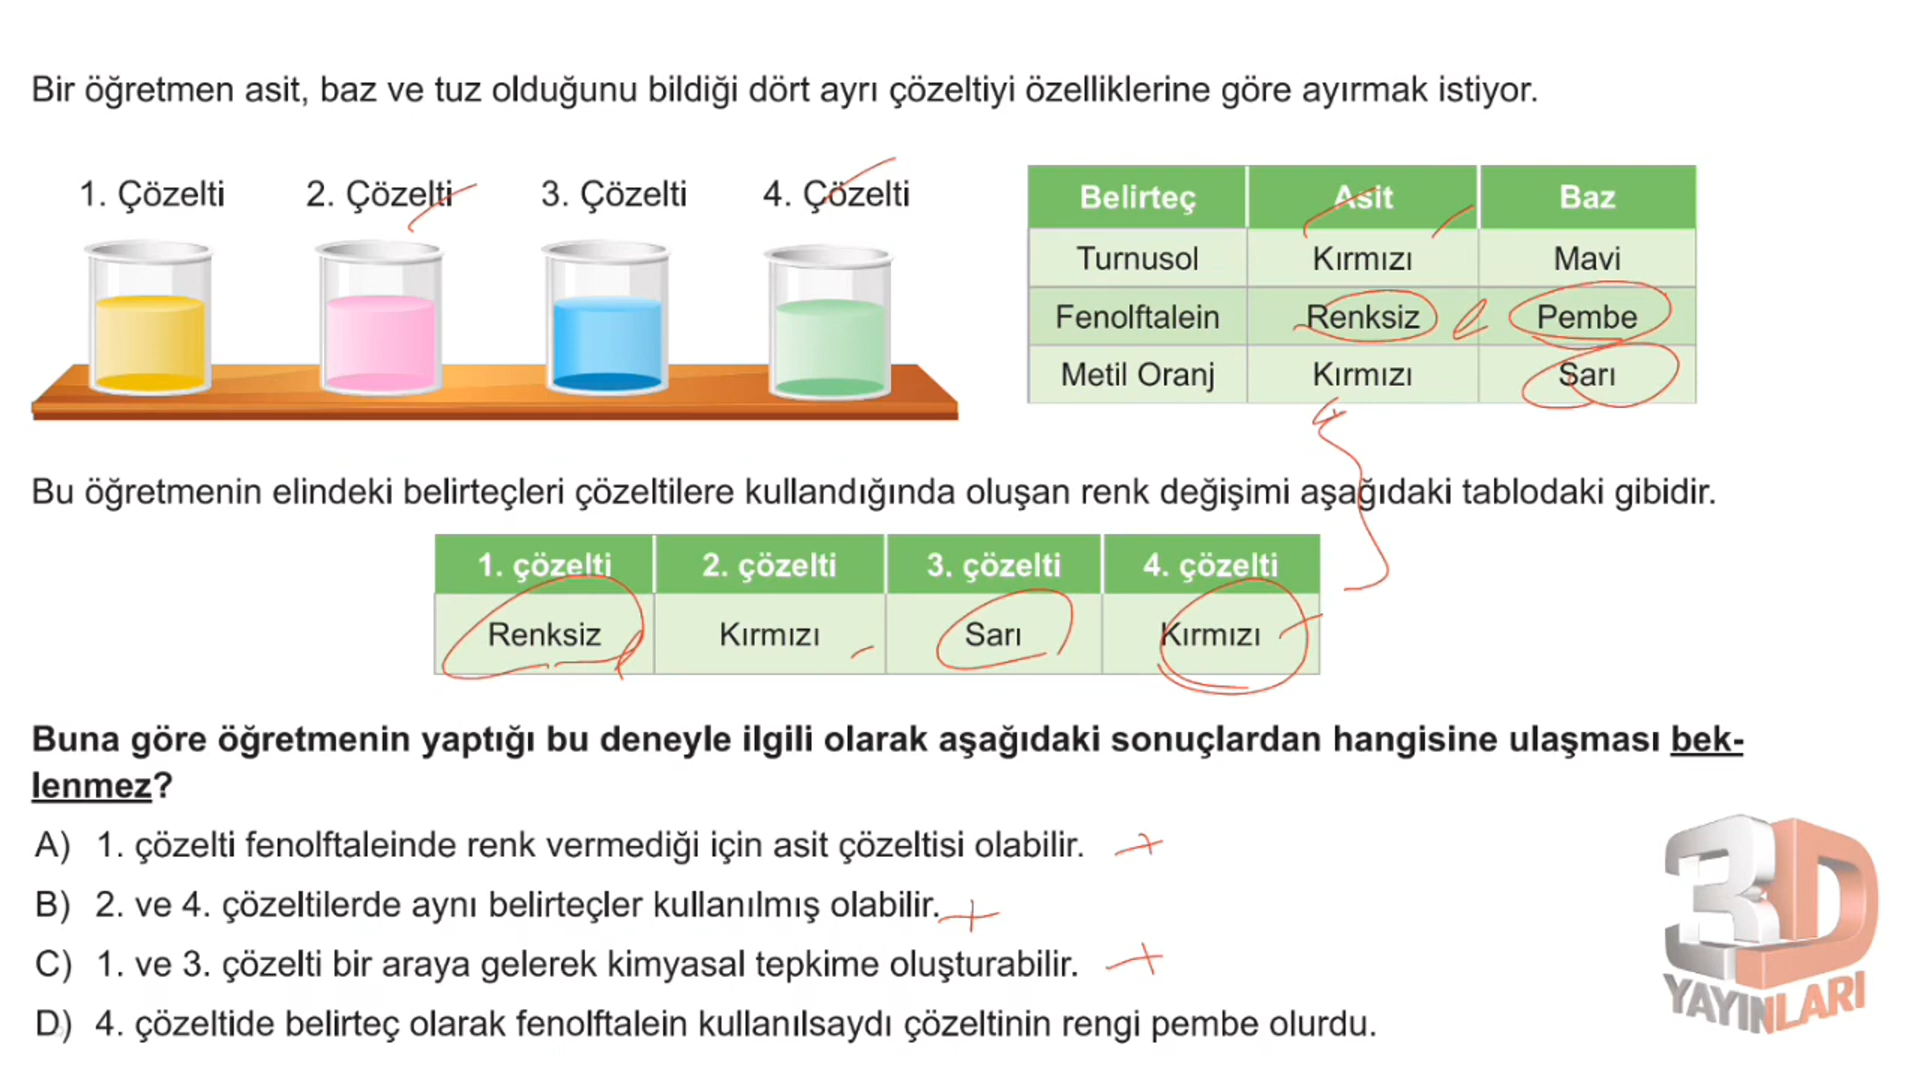 Bir öğretmen asit, baz ve tuz olduğunu bildiği dört ayrı çözeltiyi özelliklerine göre ayırmak istiyor.
1. Çözelti 2. Çözelti 3. Çözelti 4. Çözelti
Belirteç Asit Baz
Turnusol Kırmızı Mavi
Fenolftalein Renksiz Pembe
Metil Oranj Kırmızı Sarı
Bu öğretmenin elindeki belirteçleri çözeltilere kullandığında oluşan renk değişimi aşağıdaki tablodaki gibidir.
1. çözelti 2. çözelti 3. çözelti 4. çözelti
Renksiz Kırmızı Sarı Kırmızı
Buna göre öğretmenin yaptığı bu deneyle ilgili olarak aşağıdaki sonuçlardan hangisine ulaşması bek-
lenmez?
A) 1. çözelti fenolftaleinde renk vermediği için asit çözeltisi olabilir.
B) 2. ve 4. çözeltilerde aynı belirteçler kullanılmış olabilir.
C) 1. ve 3. çözelti bir araya gelerek kimyasal tepkime oluşturabilir.
D) 4. çözeltide belirteç olarak fenolftalein kullanılsaydı çözeltinin rengi pembe olurdu.
3D
YAYINLARI